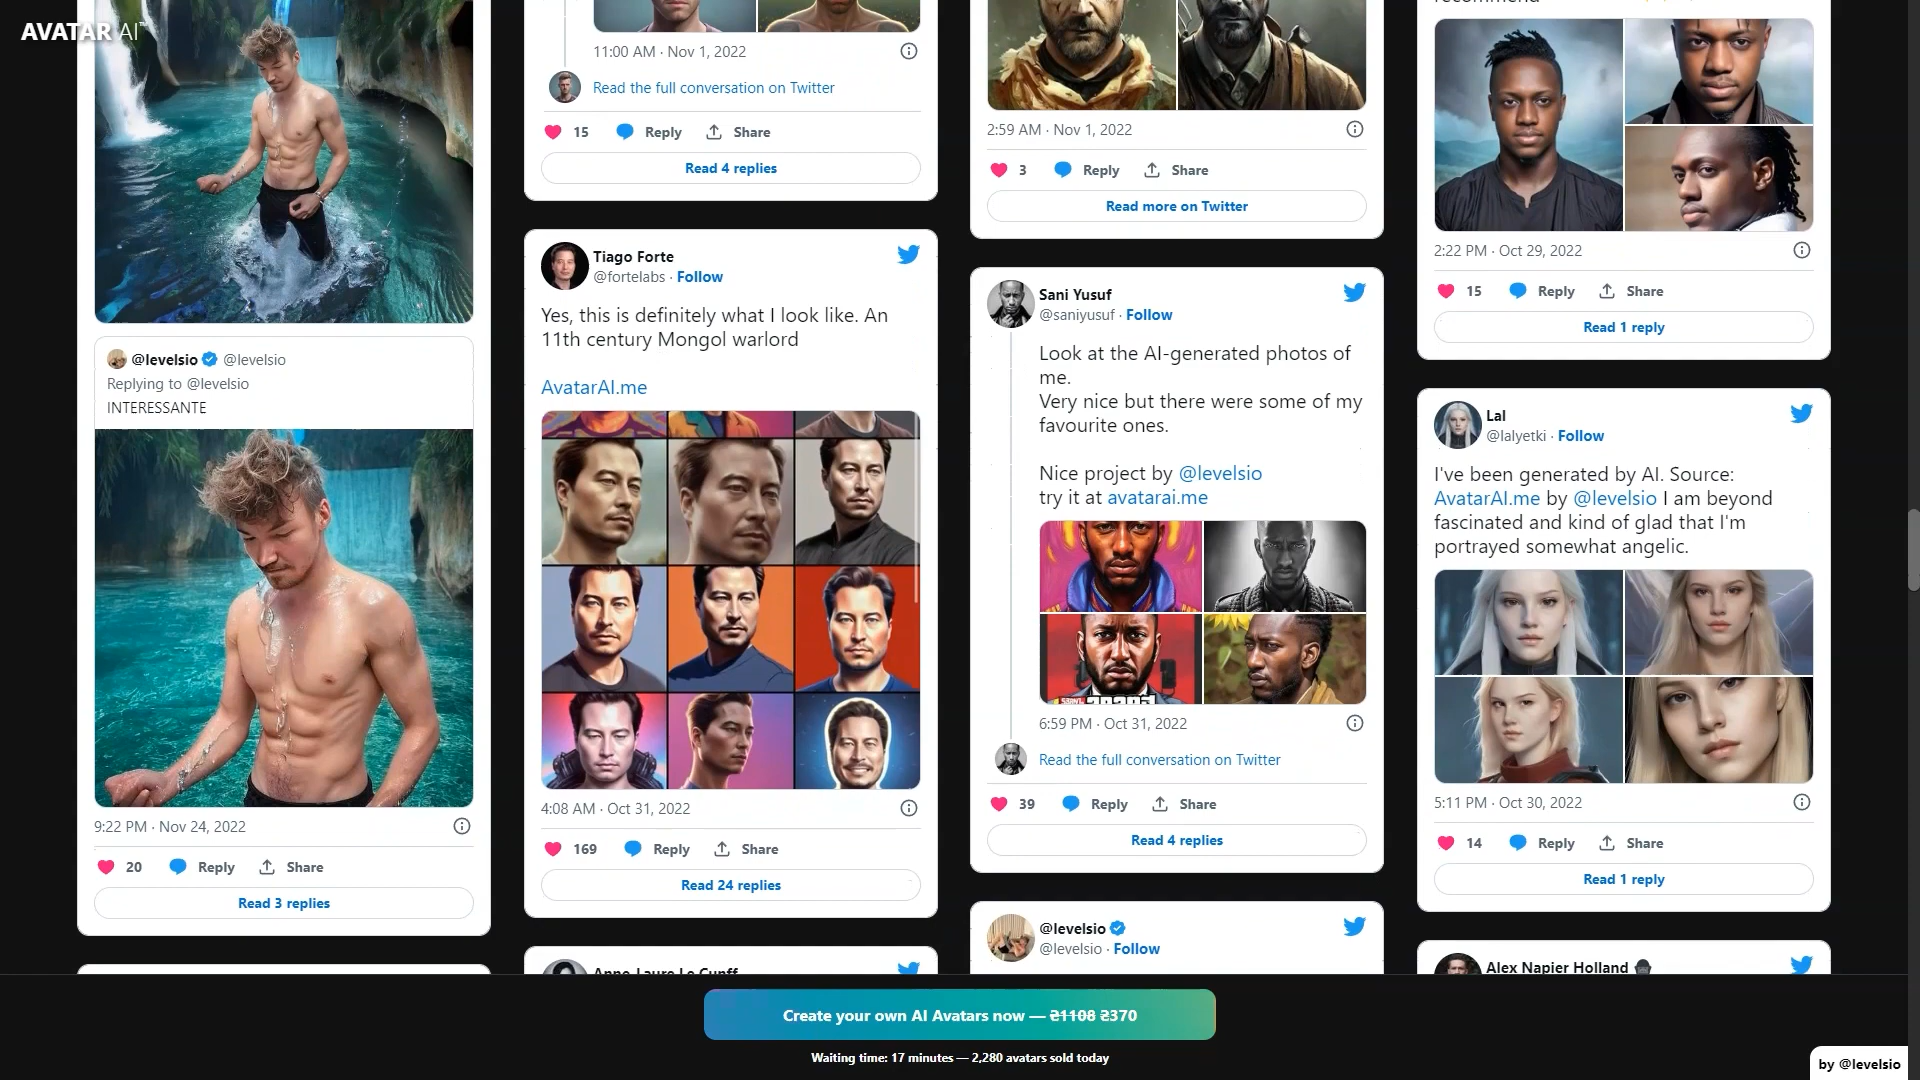 AVATAR AI™
@levelsio @levelsio
Replying to @levelsio
INTERESSANTE
9:22 PM · Nov 24, 2022
20 Reply Share
Read 3 replies
11:00 AM · Nov 1, 2022
Read the full conversation on Twitter
15 Reply Share
Read 4 replies
Tiago Forte
@fortelabs · Follow
Yes, this is definitely what I look like. An
11th century Mongol warlord
AvatarAI.me
4:08 AM · Oct 31, 2022
169 Reply Share
Read 24 replies
Anne-Laure Le Cunff
2:59 AM · Nov 1, 2022
3 Reply Share
Read more on Twitter
Sani Yusuf
@saniyusuf · Follow
Look at the AI-generated photos of
me.
Very nice but there were some of my
favourite ones.
Nice project by @levelsio
try it at avatarai.me
6:59 PM · Oct 31, 2022
Read the full conversation on Twitter
39 Reply Share
Read 4 replies
@levelsio
@levelsio · Follow
recommend
2:22 PM · Oct 29, 2022
15 Reply Share
Read 1 reply
Lal
@lalyetki · Follow
I've been generated by AI. Source:
AvatarAI.me by @levelsio I am beyond
fascinated and kind of glad that I'm
portrayed somewhat angelic.
5:11 PM · Oct 30, 2022
14 Reply Share
Read 1 reply
Alex Napier Holland
Create your own AI Avatars now — ₴1108 ₴370
Waiting time: 17 minutes — 2,280 avatars sold today
by @levelsio